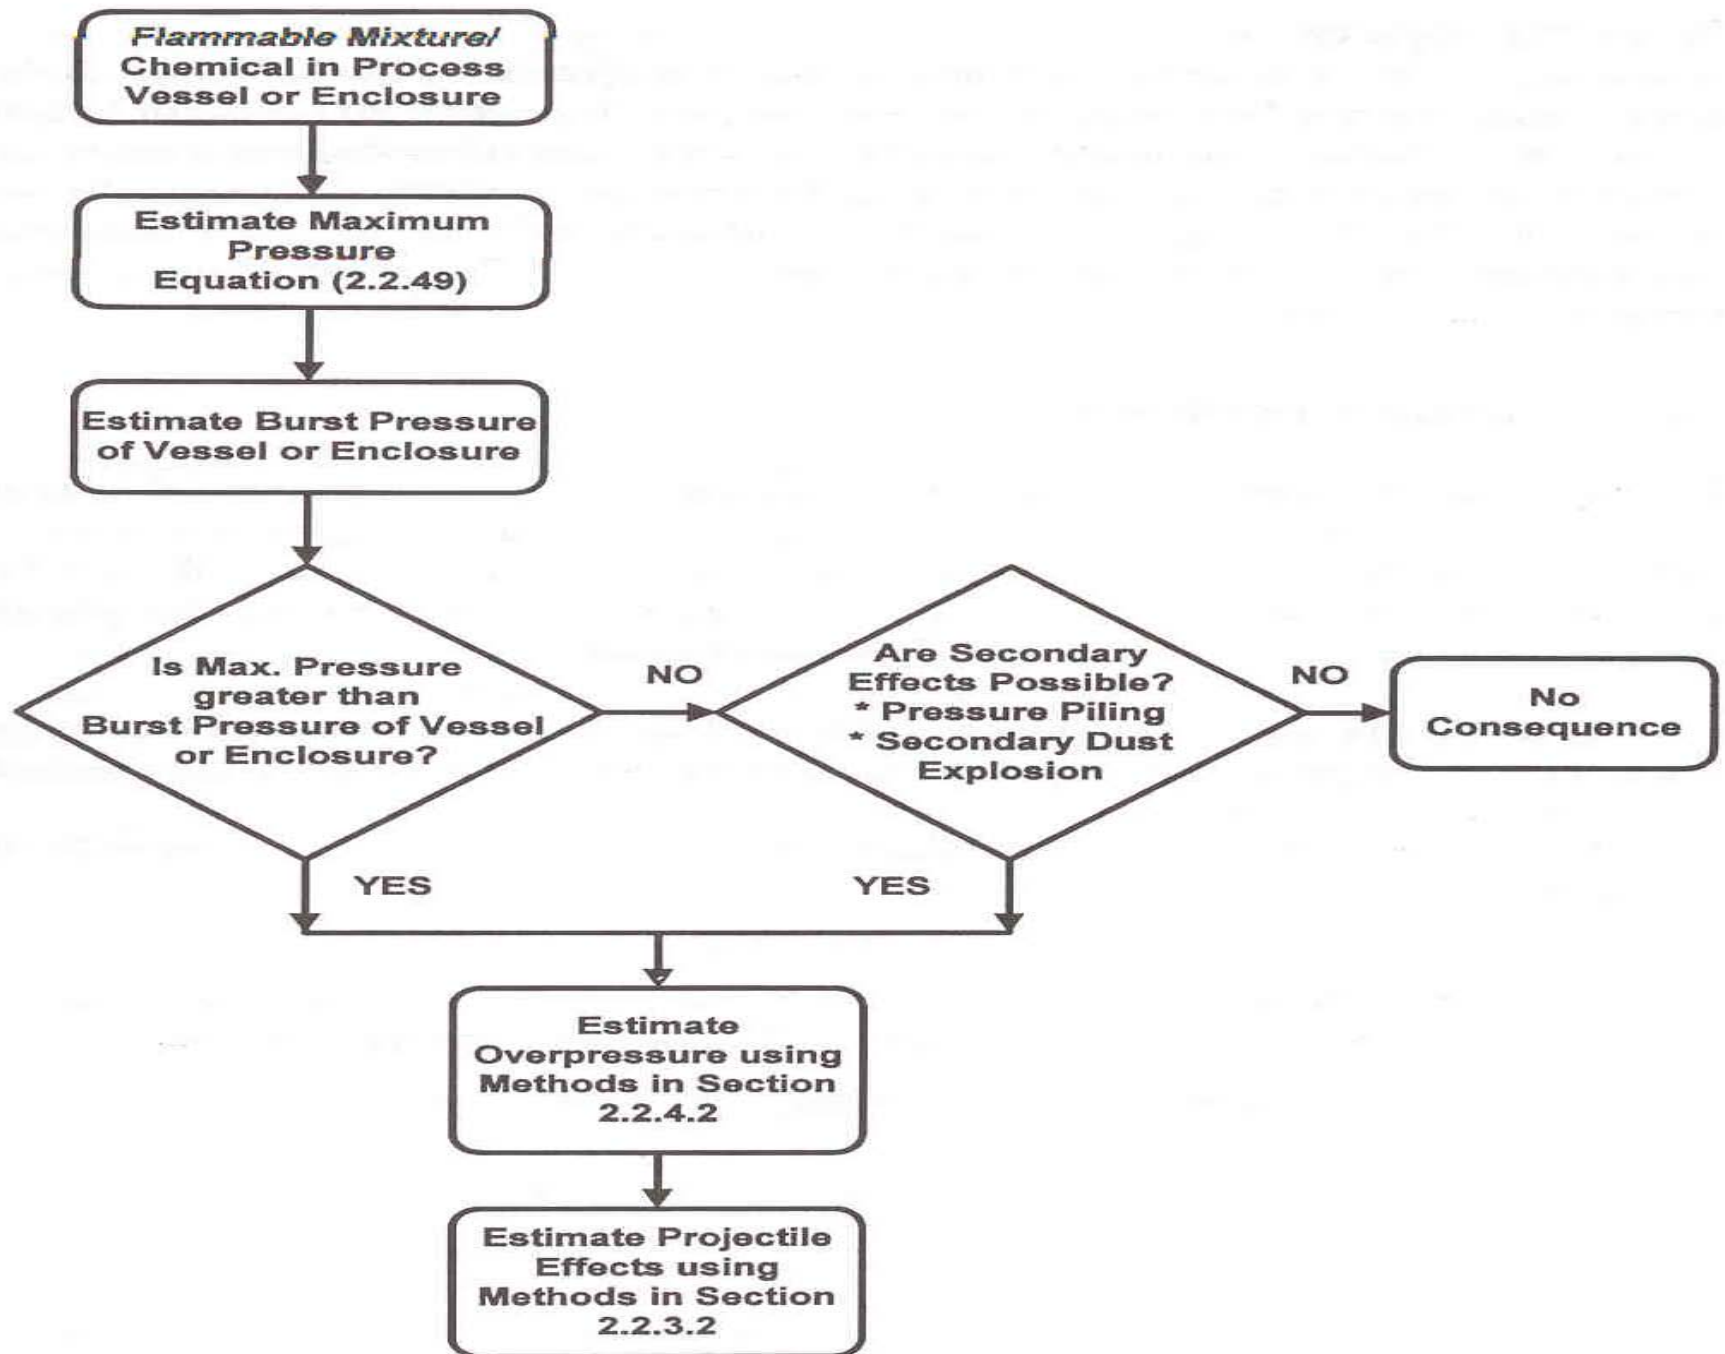 Flammable Mixture/
Chemical in Process
Vessel or Enclosure
Estimate Maximum
Pressure
Equation (2.2.49)
Estimate Burst Pressure
of Vessel or Enclosure
Is Max. Pressure
greater than
Burst Pressure of Vessel
or Enclosure?
NO
Are Secondary
Effects Possible?
* Pressure Piling
* Secondary Dust
Explosion
NO
No
Consequence
YES
YES
Estimate
Overpressure using
Methods in Section
2.2.4.2
Estimate Projectile
Effects using
Methods in Section
2.2.3.2